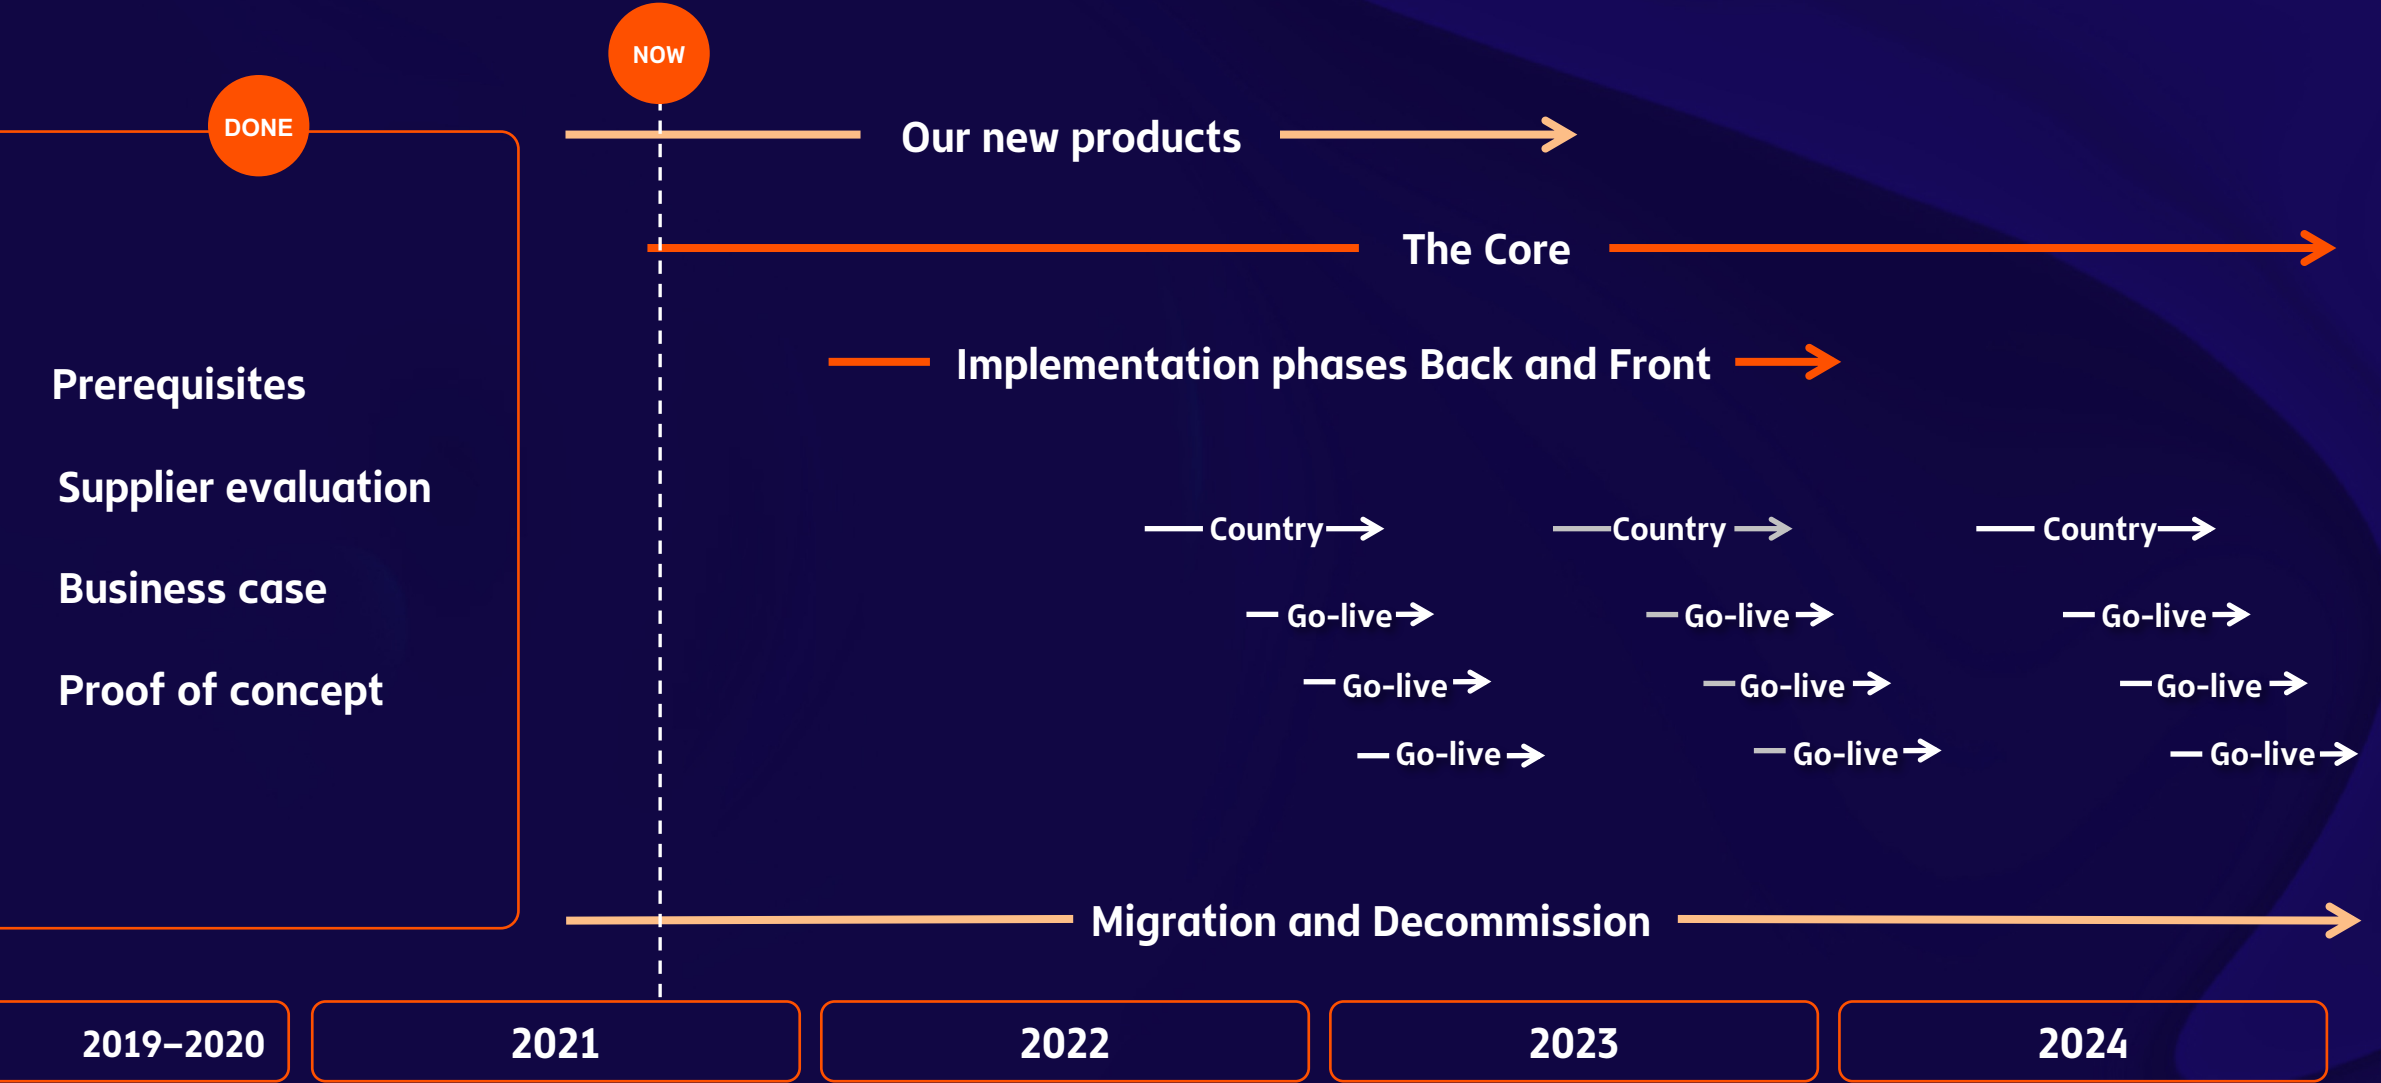 NOW
DONE
Our new products
The Core
Implementation phases Back and Front
Prerequisites
Supplier evaluation
Business case
Proof of concept
Country Country Country
Go-live Go-live Go-live
Go-live Go-live Go-live
Go-live Go-live Go-live
Migration and Decommission
2019–2020 2021 2022 2023 2024